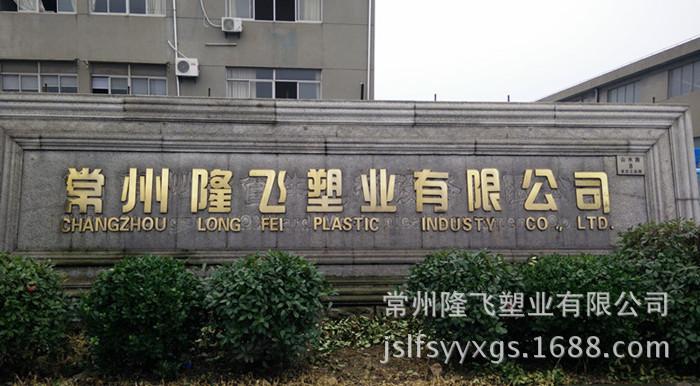 常州隆飞塑业有限公司
CHANGZHOU LONG FEI PLASTIC INDUSTY CO., LTD.
常州隆飞塑业有限公司
jslfsyyxgs.1688.com